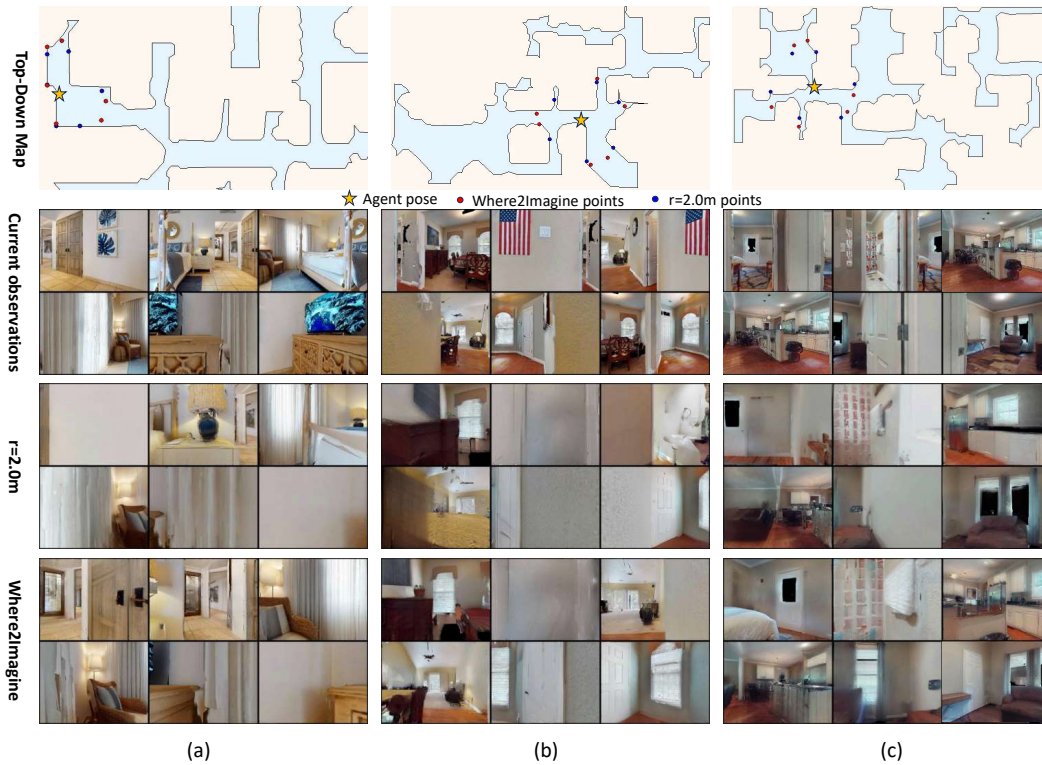 Top-Down Map
Agent pose
Where2Imagine points
r=2.0m points
Current observations
r=2.0m
Where2Imagine
(a)
(b)
(c)